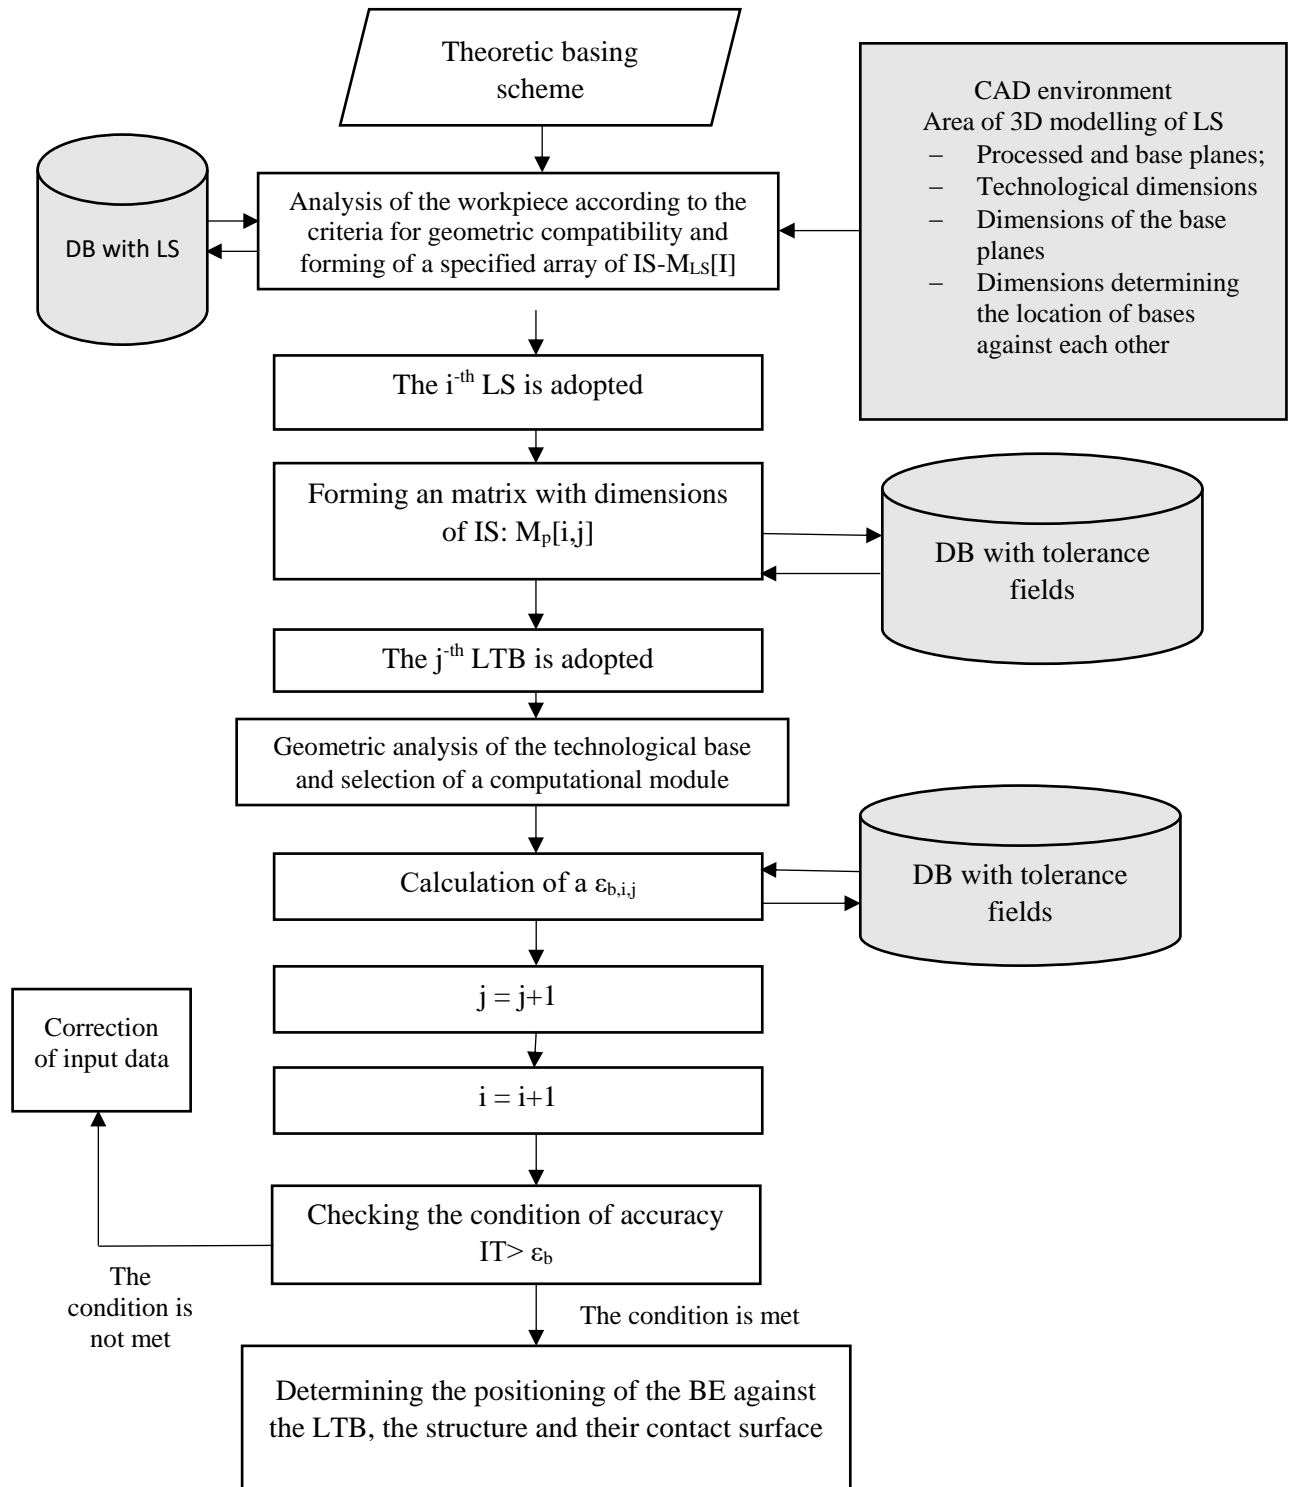 Theoretic basing
scheme
CAD environment
Area of 3D modelling of LS
– Processed and base planes;
– Technological dimensions
– Dimensions of the base
planes
– Dimensions determining
the location of bases
against each other
DB with LS
Analysis of the workpiece according to the
criteria for geometric compatibility and
forming of a specified array of IS-M_LS[I]
The i^-th LS is adopted
Forming an matrix with dimensions
of IS: M_p[i,j]
DB with tolerance
fields
The j^-th LTB is adopted
Geometric analysis of the technological base
and selection of a computational module
Calculation of a ε_b,i,j
DB with tolerance
fields
j = j+1
Correction
of input data
i = i+1
Checking the condition of accuracy
IT> ε_b
The
condition is
not met
The condition is met
Determining the positioning of the BE against
the LTB, the structure and their contact surface